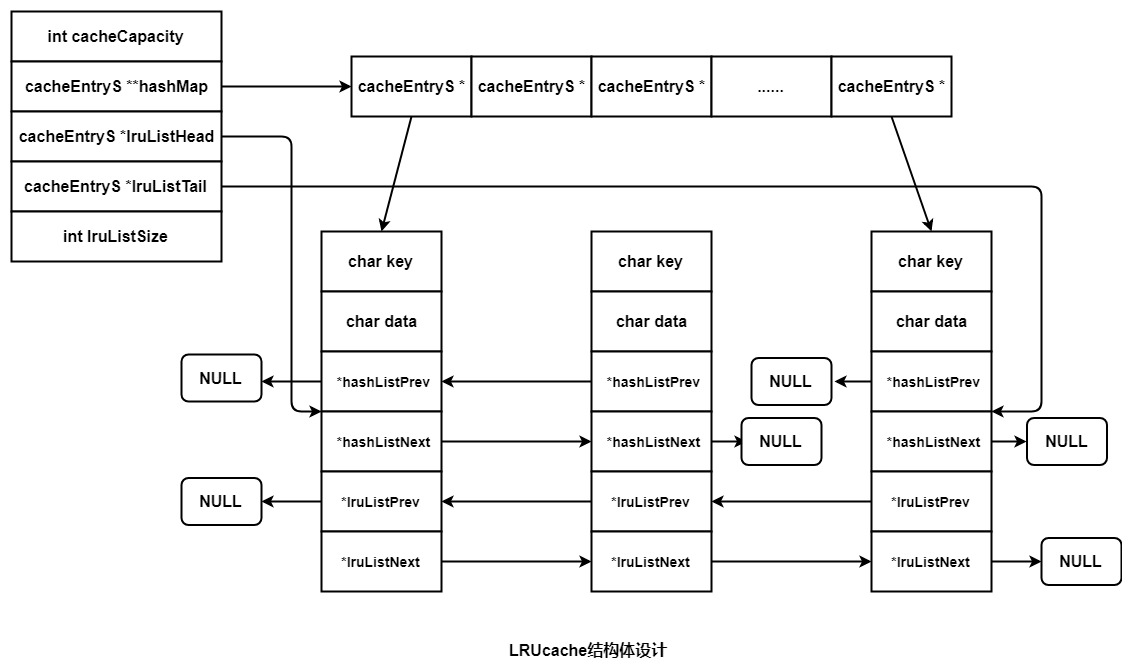 int cacheCapacity
cacheEntryS **hashMap
cacheEntryS *lruListHead
cacheEntryS *lruListTail
int lruListSize
cacheEntryS * cacheEntryS * cacheEntryS * ...... cacheEntryS *
char key char key char key
char data char data char data
NULL *hashListPrev *hashListPrev NULL *hashListPrev
*hashListNext *hashListNext NULL *hashListNext NULL
NULL *lruListPrev *lruListPrev *lruListPrev
*lruListNext *lruListNext *lruListNext NULL
LRUcache结构体设计